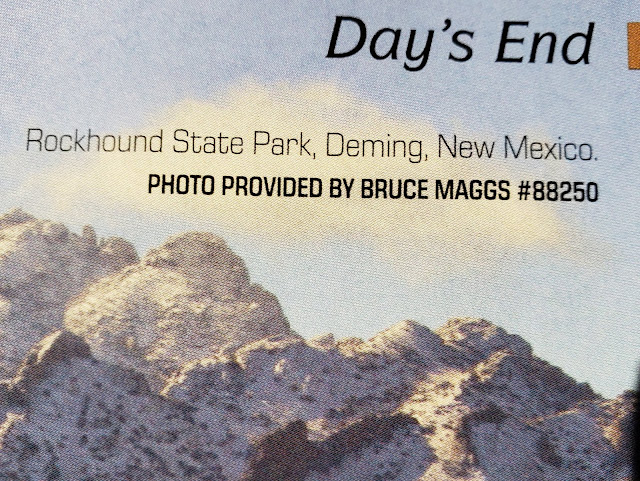 Day's End
Rockhound State Park, Deming, New Mexico.
PHOTO PROVIDED BY BRUCE MAGGS #88250